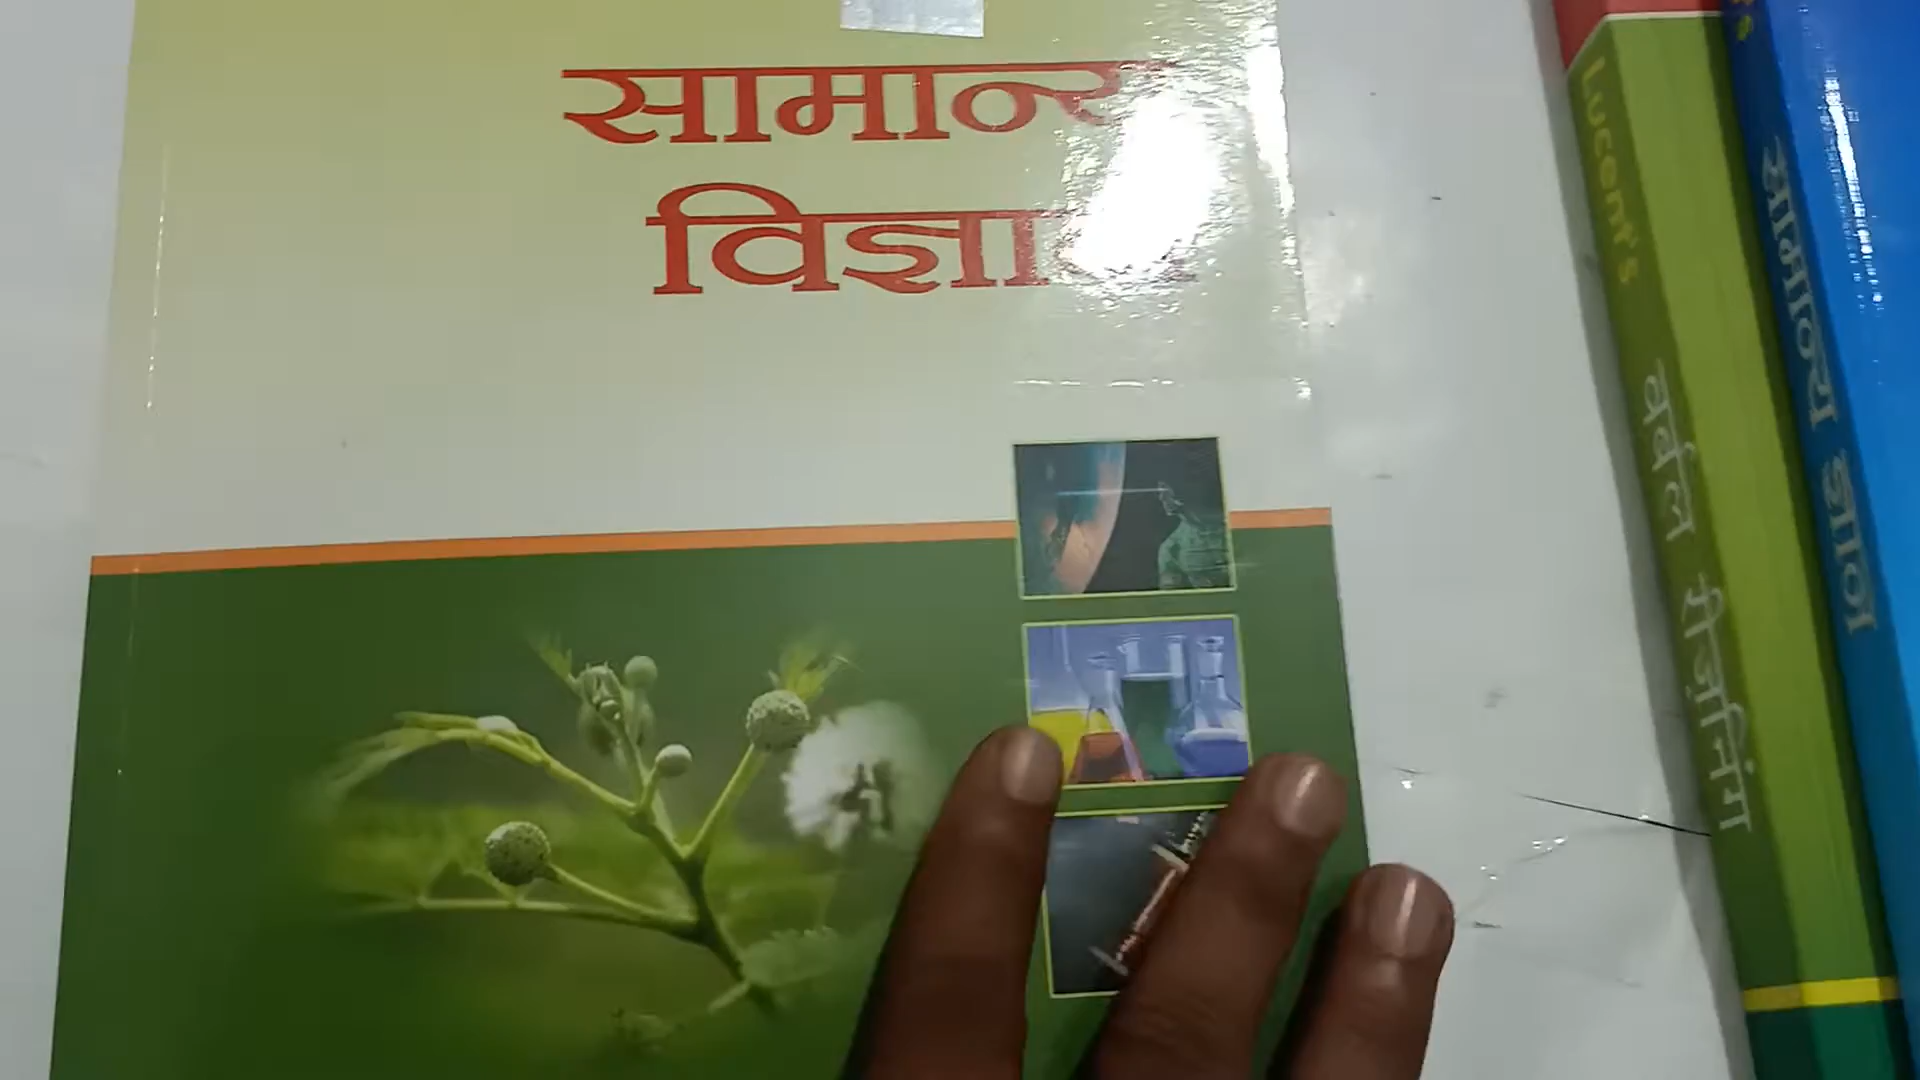 सामान्य
विज्ञान
Lucent's
वर्बल रीज़निंग
सामान्य ज्ञान